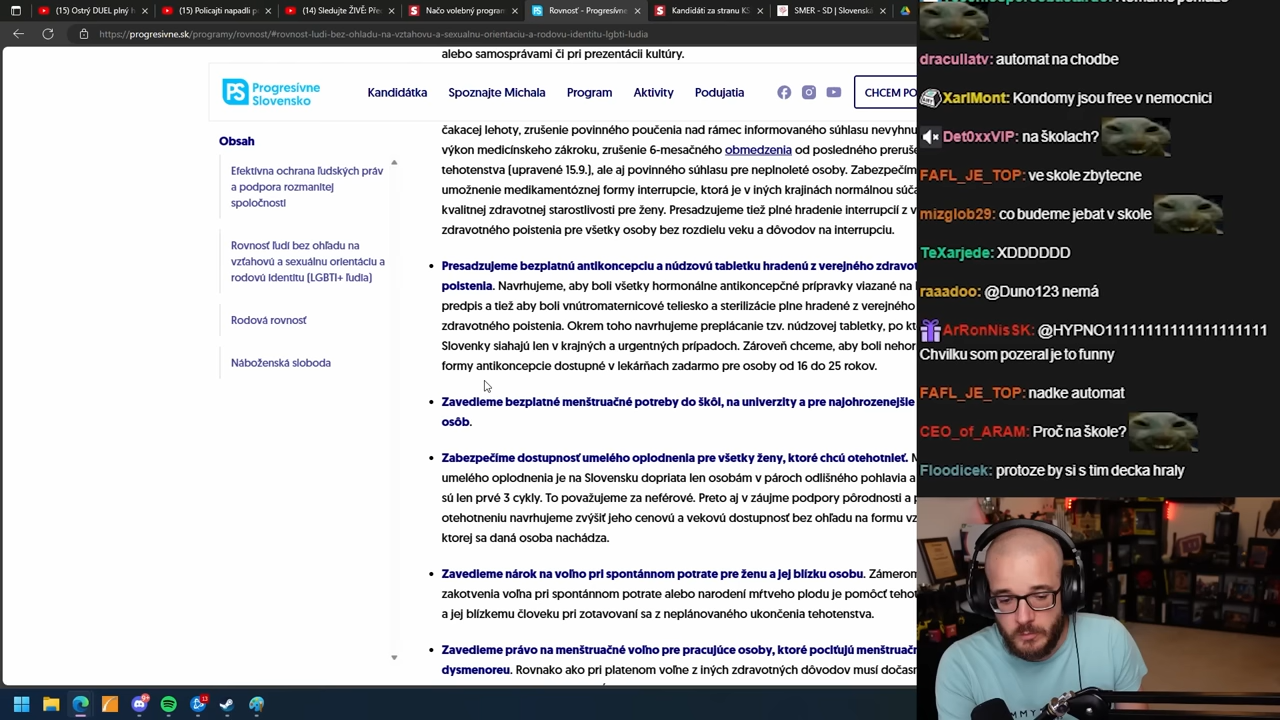 (15) Ostrý DUEL plný h
(15) Policajti napadli p
(14) Sledujte ŽIVĚ: Pře
Načo volebný program
Rovnosť - Progresívne
Kandidáti za stranu KS
SMER - SD | Slovenská
https://progresivne.sk/programy/rovnost/#rovnost-ludi-bez-ohladu-na-vztahovu-a-sexualnu-orientaciu-a-rodovu-identitu-lgbti-ludia
alebo samosprávami či pri prezentácii kultúry.
PS Progresívne
Slovensko
Kandidátka
Spoznajte Michala
Program
Aktivity
Podujatia
CHCEM PO
Obsah
Efektívna ochrana ľudských práv
a podpora rozmanitej
spoločnosti
Rovnosť ľudí bez ohľadu na
vzťahovú a sexuálnu orientáciu a
rodovú identitu (LGBTI+ ľudia)
Rodová rovnosť
Náboženská sloboda
čakacej lehoty, zrušenie povinného poučenia nad rámec informovaného súhlasu nevyhnu
výkon medicínskeho zákroku, zrušenie 6-mesačného obmedzenia od posledného preruše
tehotenstva (upravené 15.9.), ale aj povinného súhlasu pre neplnoleté osoby. Zabezpečím
umožnenie medikamentóznej formy interrupcie, ktorá je v iných krajinách normálnou súča
kvalitnej zdravotnej starostlivosti pre ženy. Presadzujeme tiež plné hradenie interrupcií z v
zdravotného poistenia pre všetky osoby bez rozdielu veku a dôvodov na interrupciu.
• Presadzujeme bezplatnú antikoncepciu a núdzovú tabletku hradenú z verejného zdravot
poistenia. Navrhujeme, aby boli všetky hormonálne antikoncepčné prípravky viazané na l
predpis a tiež aby boli vnútromaternicové teliesko a sterilizácie plne hradené z verejného
zdravotného poistenia. Okrem toho navrhujeme preplácanie tzv. núdzovej tabletky, po kt
Slovenky siahajú len v krajných a urgentných prípadoch. Zároveň chceme, aby boli nehor
formy antikoncepcie dostupné v lekárňach zadarmo pre osoby od 16 do 25 rokov.
• Zavedieme bezplatné menštruačné potreby do škôl, na univerzity a pre najohrozenejšie
osôb.
• Zabezpečíme dostupnosť umelého oplodnenia pre všetky ženy, ktoré chcú otehotnieť. N
umelého oplodnenia je na Slovensku dopriata len osobám v pároch odlišného pohlavia a
sú len prvé 3 cykly. To považujeme za neférové. Preto aj v záujme podpory pôrodnosti a p
otehotneniu navrhujeme zvýšiť jeho cenovú a vekovú dostupnosť bez ohľadu na formu vz
ktorej sa daná osoba nachádza.
• Zavedieme nárok na voľno pri spontánnom potrate pre ženu a jej blízku osobu. Zámerom
zakotvenia voľna pri spontánnom potrate alebo narodení mŕtveho plodu je pomôcť tehot
a jej blízkemu človeku pri zotavovaní sa z neplánovaného ukončenia tehotenstva.
• Zavedieme právo na menštruačné voľno pre pracujúce osoby, ktoré pociťujú menštruačn
dysmenoreu. Rovnako ako pri platenom voľne z iných zdravotných dôvodov musí dočasn
dracullatv: automat na chodbe
XarlMont: Kondomy jsou free v nemocnici
Det0xxVIP: na školach?
FAFL_JE_TOP: ve skole zbytecne
mizglob29: co budeme jebat v skole
TeXarjede: XDDDDDD
raaadoo: @Duno123 nemá
ArRonNisSK: @HYPNO11111111111111111111
Chvilku som pozeral je to funny
FAFL_JE_TOP: nadke automat
CEO_of_ARAM: Proč na škole?
Floodicek: protoze by si s tim decka hraly